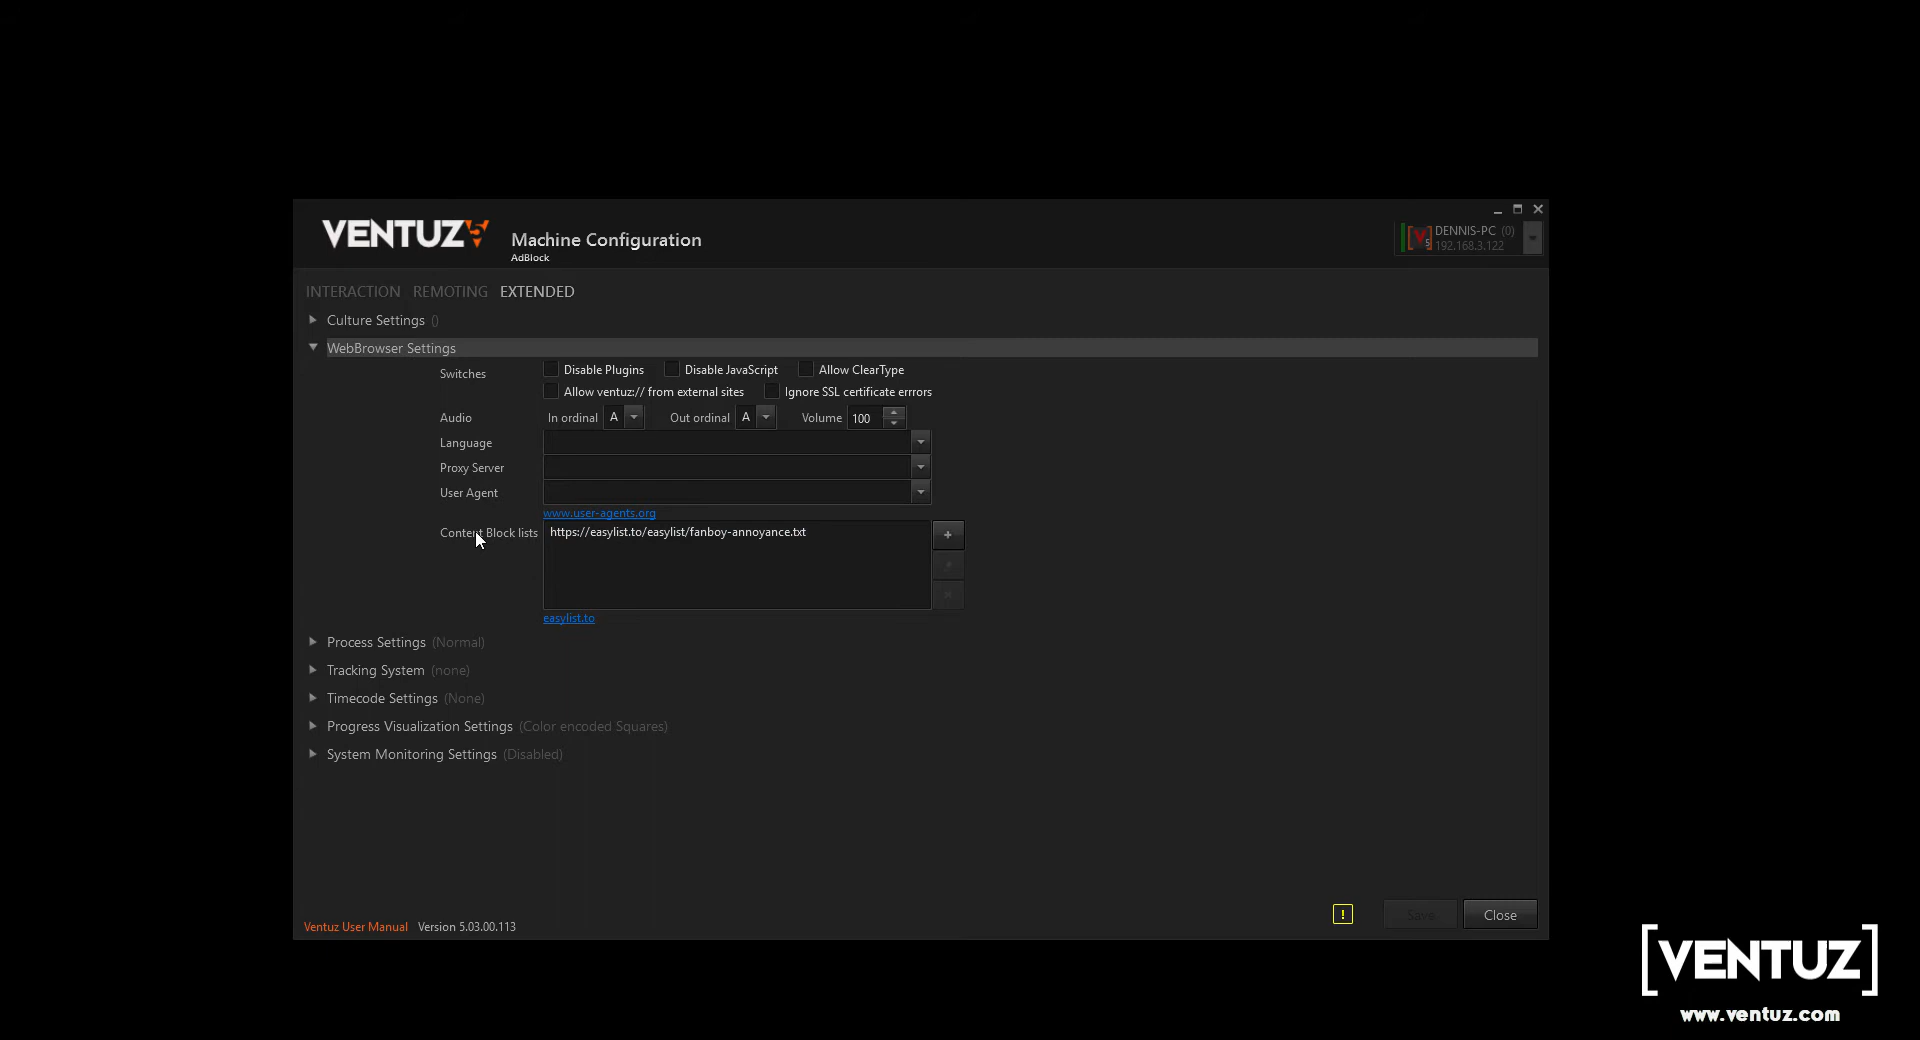 VENTUZ
Machine Configuration
AdBlock
DENNIS-PC (0)
192.168.3.122
INTERACTION REMOTING EXTENDED
Culture Settings ()
WebBrowser Settings
Switches
Disable Plugins Disable JavaScript Allow ClearType
Allow ventuz:// from external sites Ignore SSL certificate errrors
Audio In ordinal A Out ordinal A Volume 100
Language
Proxy Server
User Agent
www.user-agents.org
Content Block lists https://easylist.to/easylist/fanboy-annoyance.txt
easylist.to
Process Settings (Normal)
Tracking System (none)
Timecode Settings (None)
Progress Visualization Settings (Color encoded Squares)
System Monitoring Settings (Disabled)
Ventuz User Manual Version 5.03.00.113
! Save Close
[VENTUZ]
www.ventuz.com